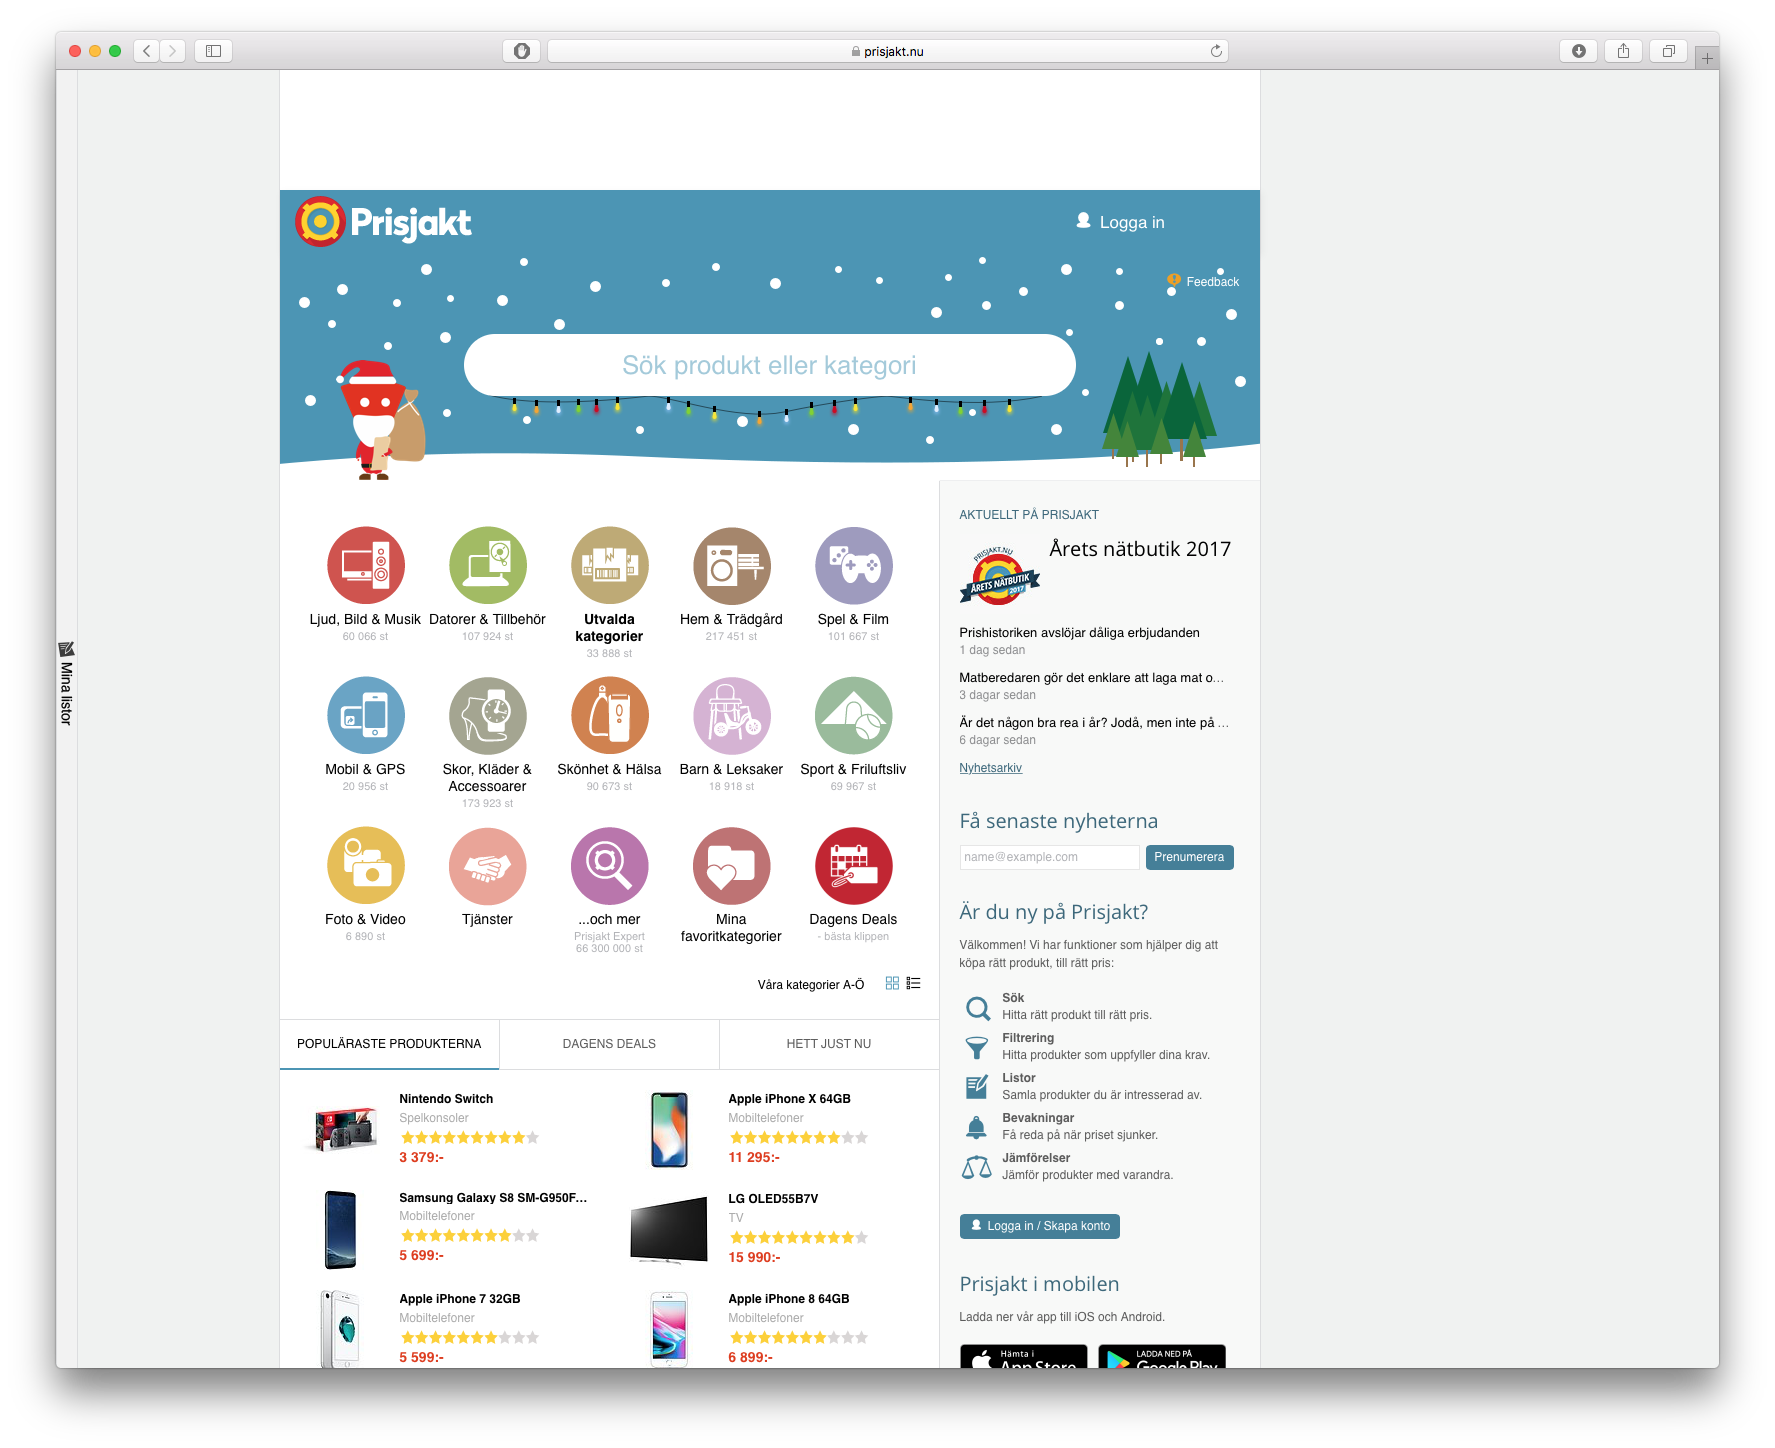 prisjakt.nu
Mina listor
Prisjakt
Logga in
Feedback
Sök produkt eller kategori
Ljud, Bild & Musik
60 066 st
Datorer & Tillbehör
107 924 st
Utvalda
kategorier
33 888 st
Hem & Trädgård
217 451 st
Spel & Film
101 667 st
Mobil & GPS
20 956 st
Skor, Kläder &
Accessoarer
173 923 st
Skönhet & Hälsa
90 673 st
Barn & Leksaker
18 918 st
Sport & Friluftsliv
69 967 st
Foto & Video
6 890 st
Tjänster
...och mer
Prisjakt Expert
66 300 000 st
Mina
favoritkategorier
Dagens Deals
- bästa klippen
Våra kategorier A-Ö
POPULÄRASTE PRODUKTERNA
DAGENS DEALS
HETT JUST NU
Nintendo Switch
Spelkonsoler
3 379:-
Apple iPhone X 64GB
Mobiltelefoner
11 295:-
Samsung Galaxy S8 SM-G950F...
Mobiltelefoner
5 699:-
LG OLED55B7V
TV
15 990:-
Apple iPhone 7 32GB
Mobiltelefoner
5 599:-
Apple iPhone 8 64GB
Mobiltelefoner
6 899:-
AKTUELLT PÅ PRISJAKT
PRISJAKT.NU
ÅRETS NÄTBUTIK
2017
Årets nätbutik 2017
Prishistoriken avslöjar dåliga erbjudanden
1 dag sedan
Matberedaren gör det enklare att laga mat o...
3 dagar sedan
Är det någon bra rea i år? Jodå, men inte på ...
6 dagar sedan
Nyhetsarkiv
Få senaste nyheterna
name@example.com
Prenumerera
Är du ny på Prisjakt?
Välkommen! Vi har funktioner som hjälper dig att
köpa rätt produkt, till rätt pris:
Sök
Hitta rätt produkt till rätt pris.
Filtrering
Hitta produkter som uppfyller dina krav.
Listor
Samla produkter du är intresserad av.
Bevakningar
Få reda på när priset sjunker.
Jämförelser
Jämför produkter med varandra.
Logga in / Skapa konto
Prisjakt i mobilen
Ladda ner vår app till iOS och Android.
Hämta i
App Store
LADDA NED PÅ
Google Play